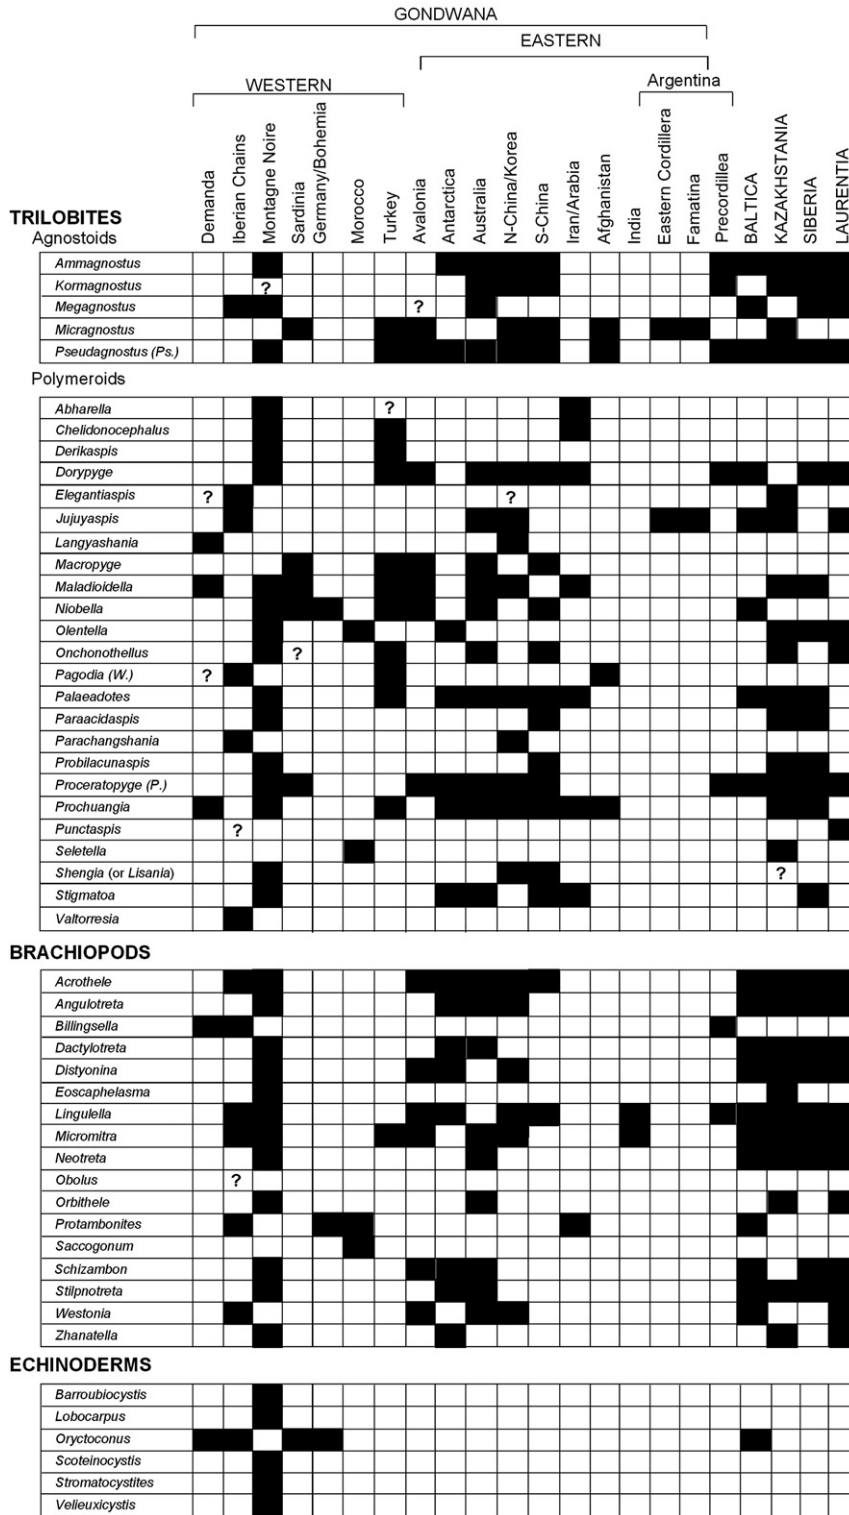 GONDWANA
EASTERN
WESTERN
Argentina
Demanda
Iberian Chains
Montagne Noire
Sardinia
Germany/Bohemia
Morocco
Turkey
Avalonia
Antarctica
Australia
N-China/Korea
S-China
Iran/Arabia
Afghanistan
India
Eastern Cordillera
Famatina
Precordillea
BALTICA
KAZAKHSTANIA
SIBERIA
LAURENTIA
TRILOBITES
Agnostoids
Ammagnostus
Kormagnostus ?
Megagnostus ?
Micragnostus
Pseudagnostus (Ps.)
Polymeroids
Abharella ?
Chelidonocephalus
Derikaspis
Dorypyge
Elegantiaspis ? ?
Jujuyaspis
Langyashania
Macropyge
Maladioidella
Niobella
Olentella
Onchonothellus ?
Pagodia (W.) ?
Palaeadotes
Paraacidaspis
Parachangshania
Probilacunaspis
Proceratopyge (P.)
Prochuangia
Punctaspis ?
Seletella
Shengia (or Lisania) ?
Stigmatoa
Valtorresia
BRACHIOPODS
Acrothele
Angulotreta
Billingsella
Dactylotreta
Distyonina
Eoscaphelasma
Lingulella
Micromitra
Neotreta
Obolus ?
Orbithele
Protambonites
Saccogonum
Schizambon
Stilpnotreta
Westonia
Zhanatella
ECHINODERMS
Barroubiocystis
Lobocarpus
Oryctoconus
Scoteinocystis
Stromatocystites
Velieuxicystis